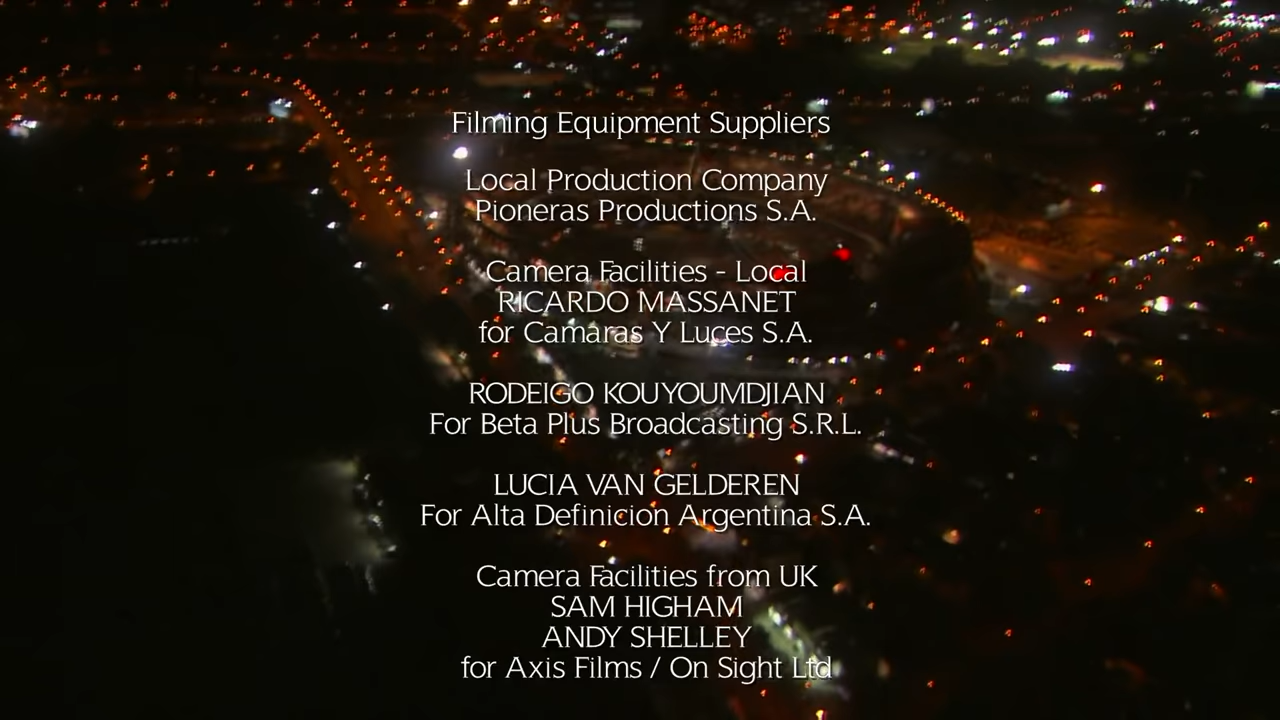 Filming Equipment Suppliers
Local Production Company
Pioneras Productions S.A.
Camera Facilities - Local
RICARDO MASSANET
for Camaras Y Luces S.A.
RODEIGO KOUYOUMDJIAN
For Beta Plus Broadcasting S.R.L.
LUCIA VAN GELDEREN
For Alta Definicion Argentina S.A.
Camera Facilities from UK
SAM HIGHAM
ANDY SHELLEY
for Axis Films / On Sight Ltd